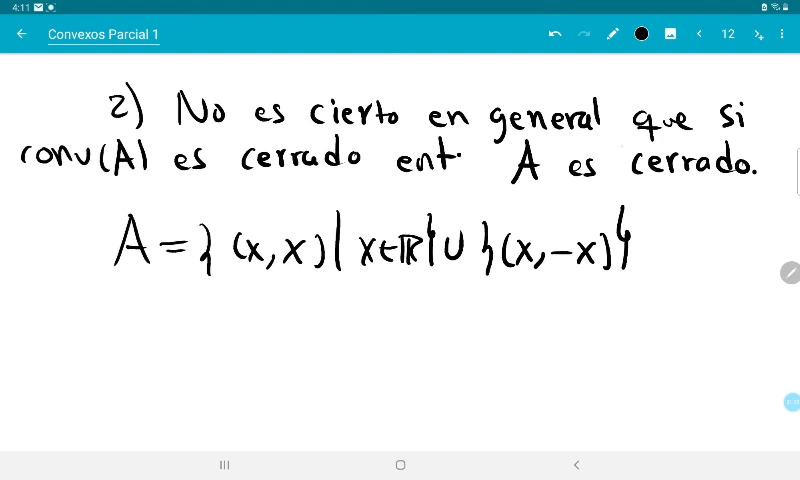 4:11
Convexos Parcial 1
12
2) No es cierto en general que si
conv(A) es cerrado ent. A es cerrado.
A = { (x, x) | x ∈ ℝ } ∪ { (x, -x) }